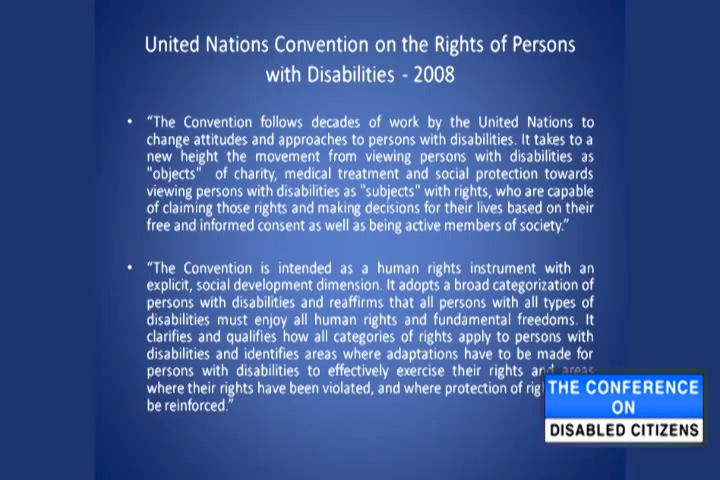 United Nations Convention on the Rights of Persons
with Disabilities - 2008
• “The Convention follows decades of work by the United Nations to
change attitudes and approaches to persons with disabilities. It takes to a
new height the movement from viewing persons with disabilities as
"objects" of charity, medical treatment and social protection towards
viewing persons with disabilities as "subjects" with rights, who are capable
of claiming those rights and making decisions for their lives based on their
free and informed consent as well as being active members of society.”
• “The Convention is intended as a human rights instrument with an
explicit, social development dimension. It adopts a broad categorization of
persons with disabilities and reaffirms that all persons with all types of
disabilities must enjoy all human rights and fundamental freedoms. It
clarifies and qualifies how all categories of rights apply to persons with
disabilities and identifies areas where adaptations have to be made for
persons with disabilities to effectively exercise their rights and areas
where their rights have been violated, and where protection of
be reinforced.”
THE CONFERENCE
ON
DISABLED CITIZENS